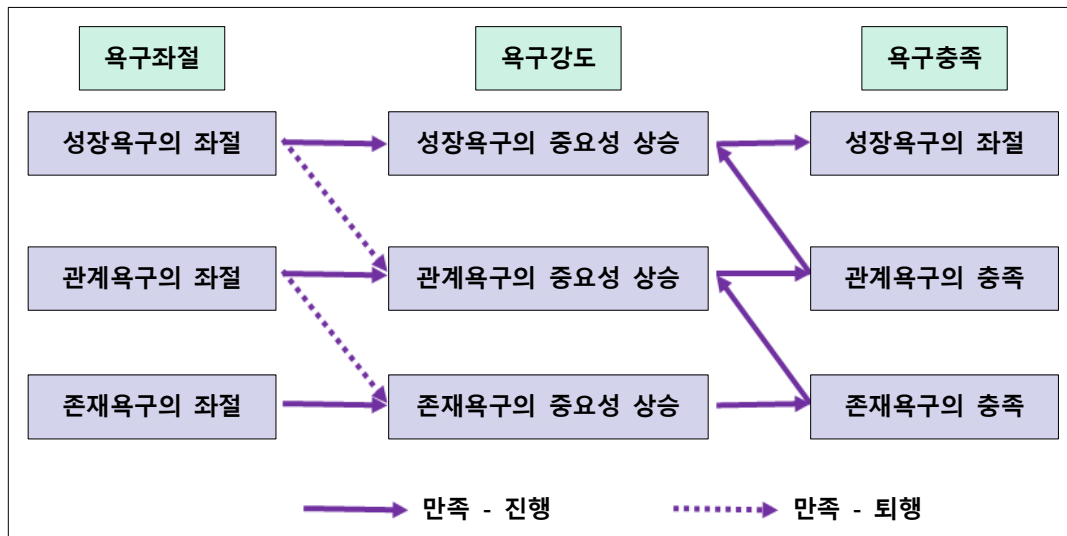 욕구좌절 욕구강도 욕구충족
성장욕구의 좌절 성장욕구의 중요성 상승 성장욕구의 좌절
관계욕구의 좌절 관계욕구의 중요성 상승 관계욕구의 충족
존재욕구의 좌절 존재욕구의 중요성 상승 존재욕구의 충족
만족 - 진행 만족 - 퇴행